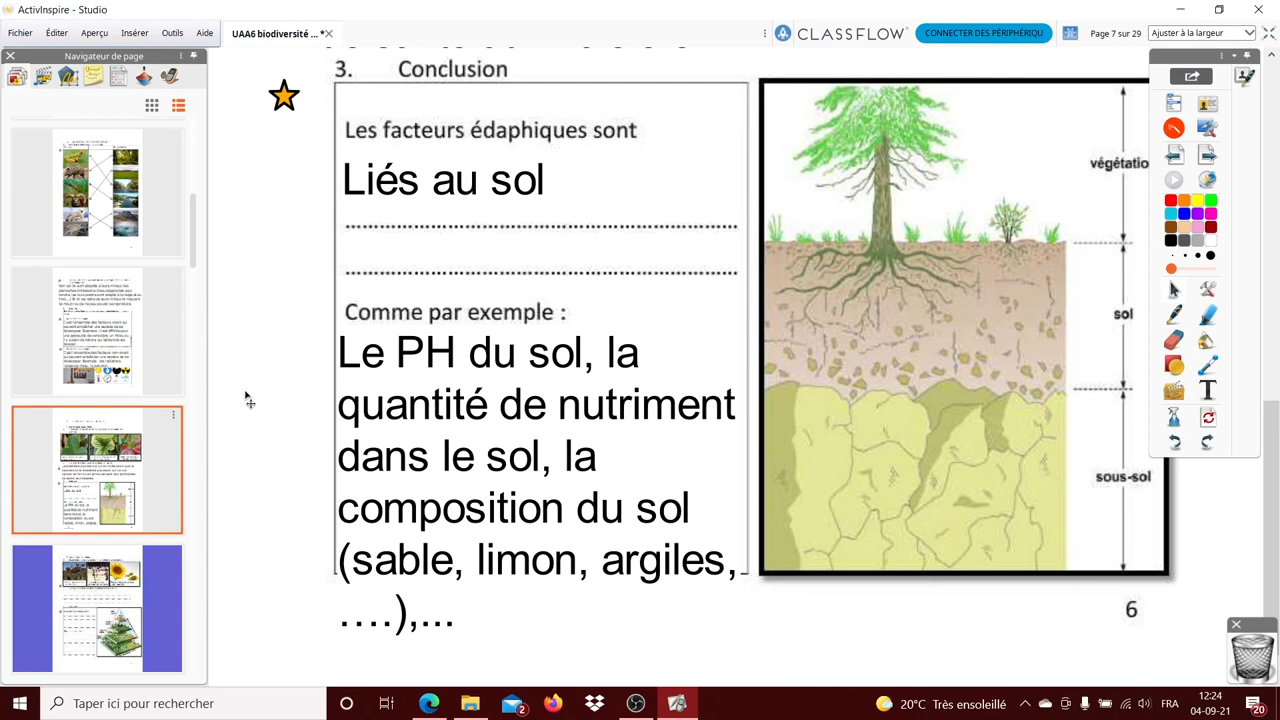 ActivInspire - Studio
Fichier Éditer Aperçu Insérer Outils Aide
UAA6 biodiversité ... *
CLASSFLOW
CONNECTER DES PÉRIPHÉRIQU
Page 7 sur 29
Ajuster à la largeur
Navigateur de page
3. Conclusion
Les facteurs édaphiques sont
Liés au sol
Comme par exemple :
Le PH du sol, la
quantité de nutriment
dans le sol, la
composition du sol
(sable, limon, argiles,
….),...
végétatio
sol
sous-sol
6
Taper ici pour rechercher
2
20°C Très ensoleillé
FRA
12:24
04-09-21
20